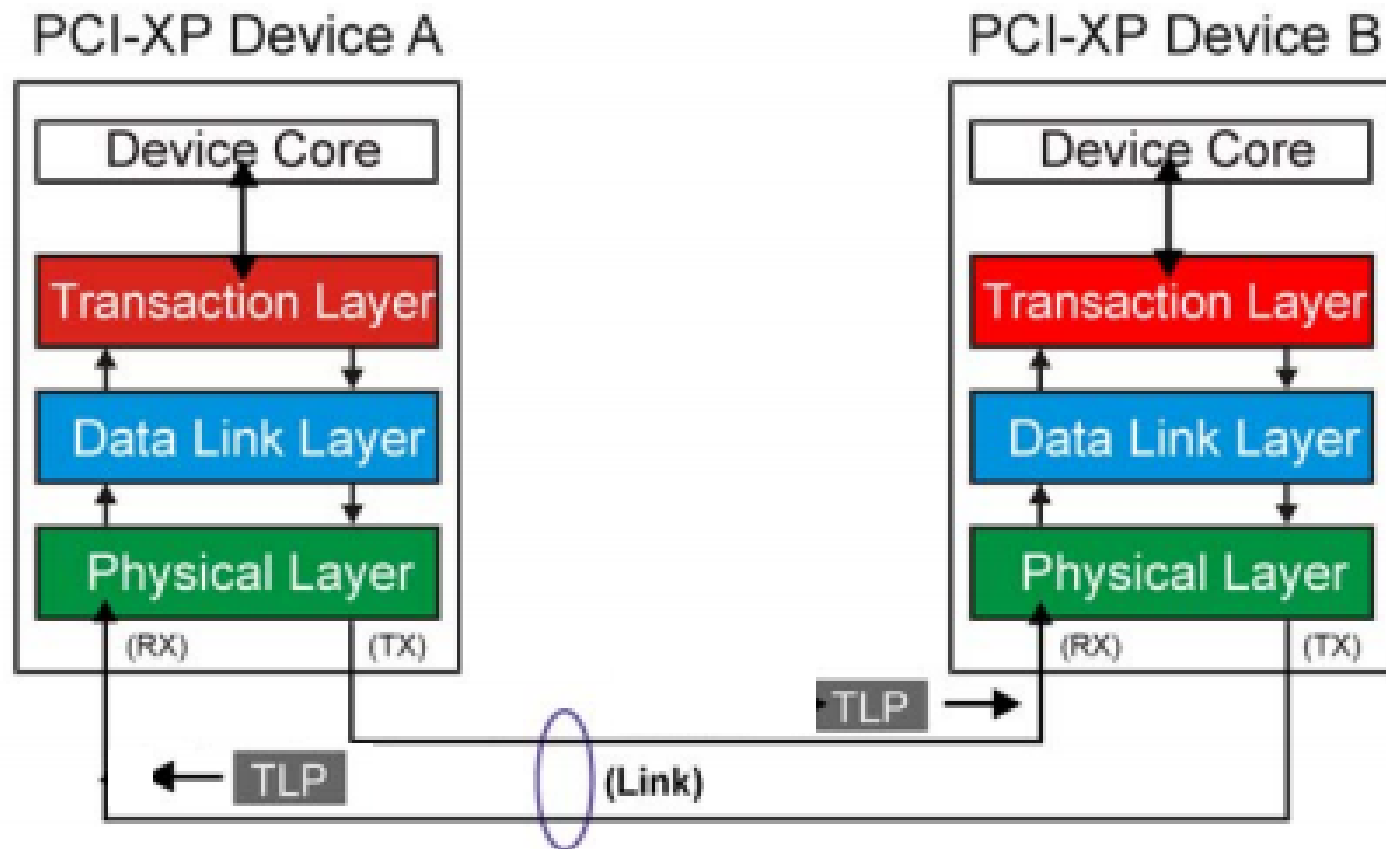 PCI-XP Device A
PCI-XP Device B
Device Core
Device Core
Transaction Layer
Transaction Layer
Data Link Layer
Data Link Layer
Physical Layer
Physical Layer
(RX)
(TX)
(RX)
(TX)
TLP
TLP
(Link)